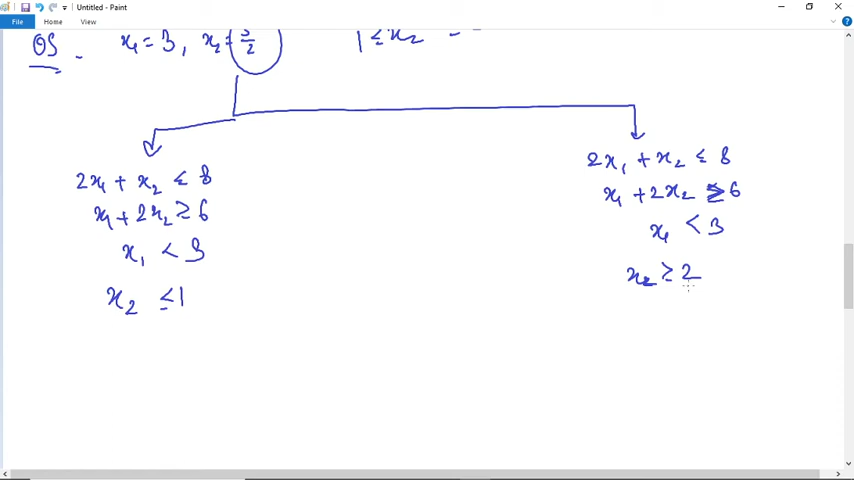 Untitled - Paint
File Home View
OS - x₁ = 3, x₂ = 3/2 1 ≤ x₂
2x₁ + x₂ ≤ 8
x₁ + 2x₂ ≥ 6
x₁ < 3
x₂ ≤ 1
2x₁ + x₂ ≤ 8
x₁ + 2x₂ ≥ 6
x₁ < 3
x₂ ≥ 2